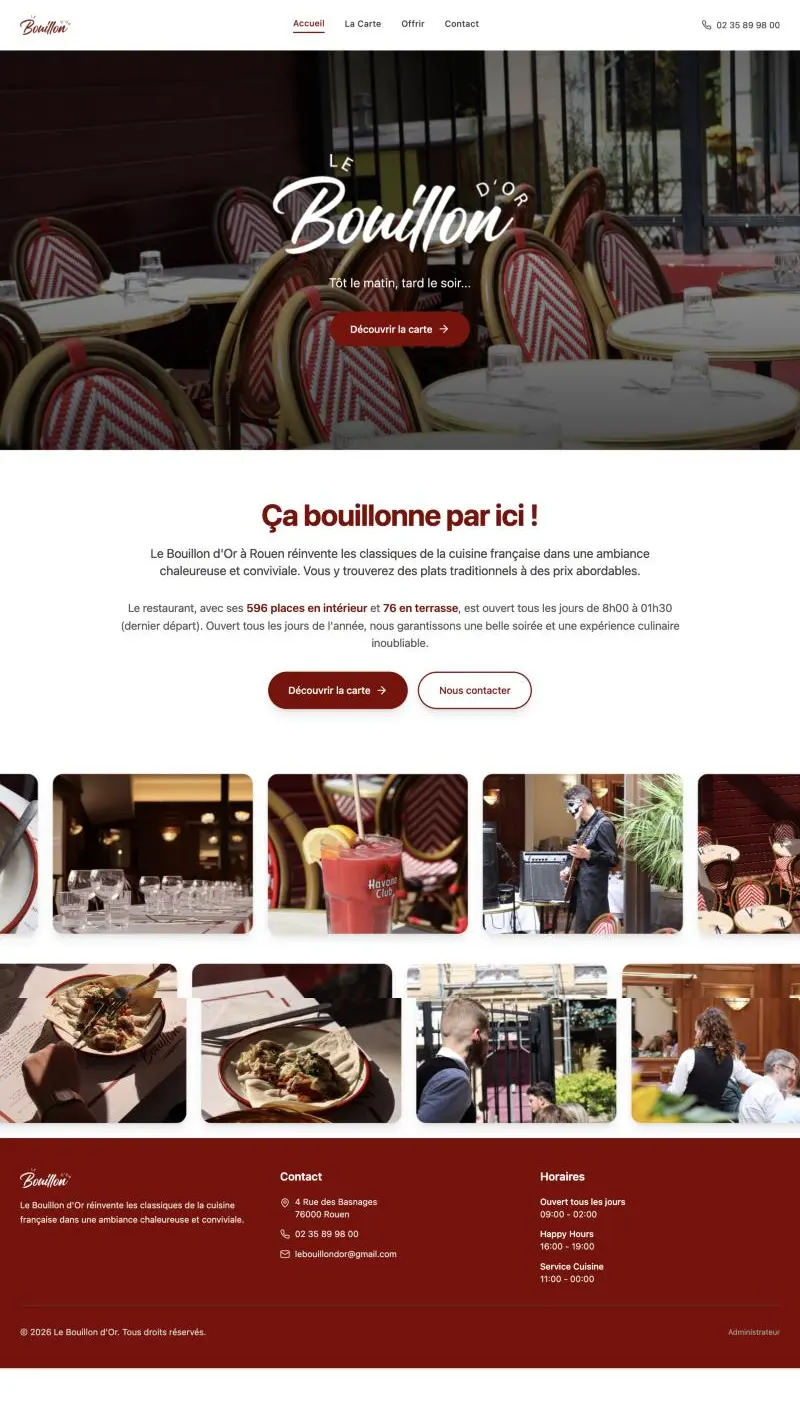 LE
Bouillon
D'OR
Accueil
La Carte
Offrir
Contact
02 35 89 98 00
LE
Bouillon
D'OR
Tôt le matin, tard le soir...
Découvrir la carte
Ça bouillonne par ici !
Le Bouillon d'Or à Rouen réinvente les classiques de la cuisine française dans une ambiance
chaleureuse et conviviale. Vous y trouverez des plats traditionnels à des prix abordables.
Le restaurant, avec ses 596 places en intérieur et 76 en terrasse, est ouvert tous les jours de 8h00 à 01h30
(dernier départ). Ouvert tous les jours de l'année, nous garantissons une belle soirée et une expérience culinaire
inoubliable.
Découvrir la carte
Nous contacter
Havana
Club
Bouillon
LE
Bouillon
D'OR
Le Bouillon d'Or réinvente les classiques de la cuisine
française dans une ambiance chaleureuse et conviviale.
Contact
4 Rue des Basnages
76000 Rouen
02 35 89 98 00
lebouillondor@gmail.com
Horaires
Ouvert tous les jours
09:00 - 02:00
Happy Hours
16:00 - 19:00
Service Cuisine
11:00 - 00:00
© 2026 Le Bouillon d'Or. Tous droits réservés.
Administrateur